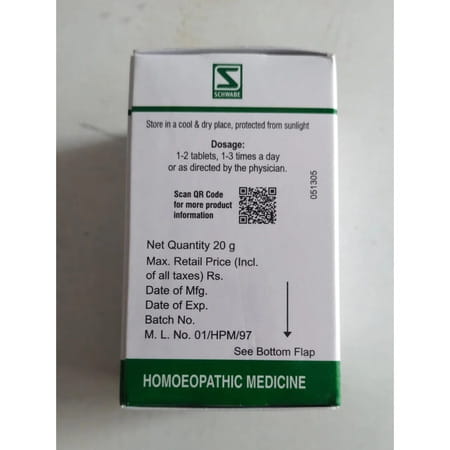 SCHWABE
Store in a cool & dry place, protected from sunlight
Dosage:
1-2 tablets, 1-3 times a day
or as directed by the physician.
Scan QR Code
for more product
information
051305
Net Quantity 20 g
Max. Retail Price (Incl.
of all taxes) Rs.
Date of Mfg.
Date of Exp.
Batch No.
M. L. No. 01/HPM/97
See Bottom Flap
HOMOEOPATHIC MEDICINE